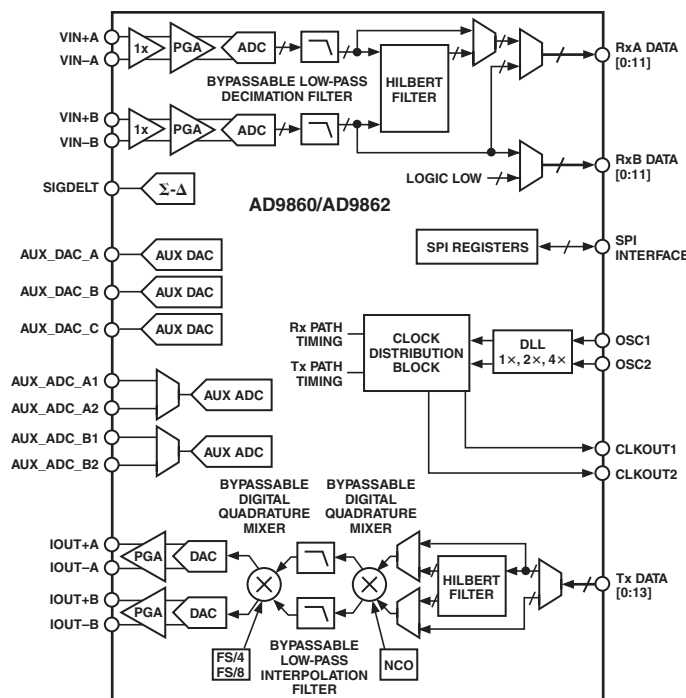 VIN+A
VIN–A
1x
PGA
ADC
BYPASSABLE LOW-PASS
DECIMATION FILTER
HILBERT
FILTER
RxA DATA
[0:11]
VIN+B
VIN–B
1x
PGA
ADC
LOGIC LOW
RxB DATA
[0:11]
SIGDELT
Σ-Δ
AD9860/AD9862
SPI REGISTERS
SPI
INTERFACE
AUX_DAC_A
AUX DAC
AUX_DAC_B
AUX DAC
AUX_DAC_C
AUX DAC
Rx PATH
TIMING
Tx PATH
TIMING
CLOCK
DISTRIBUTION
BLOCK
DLL
1×, 2×, 4×
OSC1
OSC2
AUX_ADC_A1
AUX_ADC_A2
AUX ADC
AUX_ADC_B1
AUX_ADC_B2
AUX ADC
CLKOUT1
CLKOUT2
BYPASSABLE
DIGITAL
QUADRATURE
MIXER
BYPASSABLE
DIGITAL
QUADRATURE
MIXER
IOUT+A
IOUT–A
PGA
DAC
HILBERT
FILTER
Tx DATA
[0:13]
IOUT+B
IOUT–B
PGA
DAC
FS/4
FS/8
BYPASSABLE
LOW-PASS
INTERPOLATION
FILTER
NCO